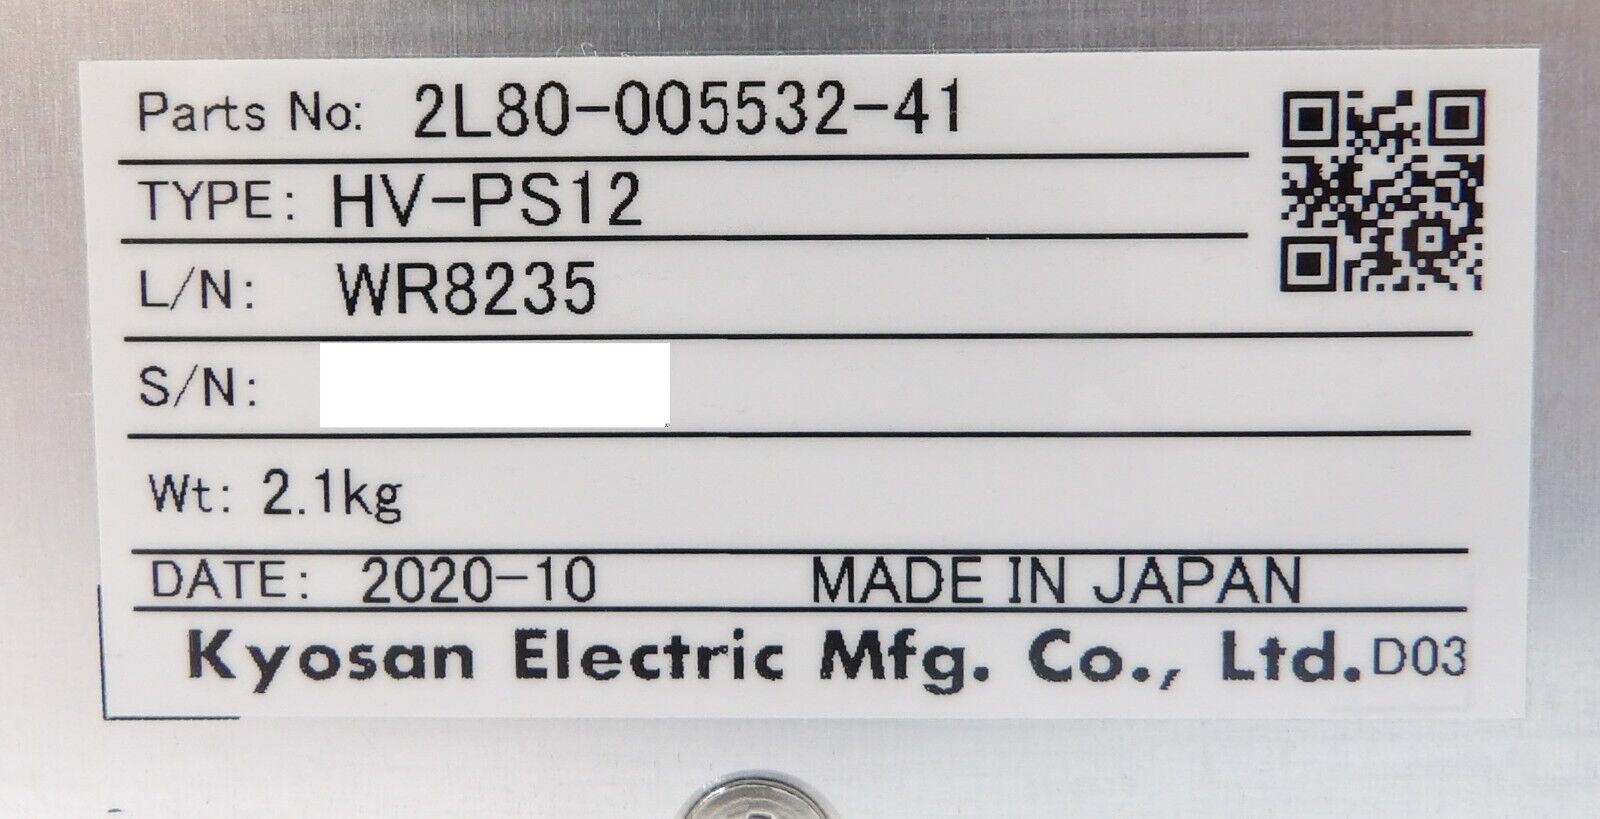 Parts No: 2L80-005532-41
TYPE: HV-PS12
L/N: WR8235
S/N:
Wt: 2.1kg
DATE: 2020-10 MADE IN JAPAN
Kyosan Electric Mfg. Co., Ltd. D03